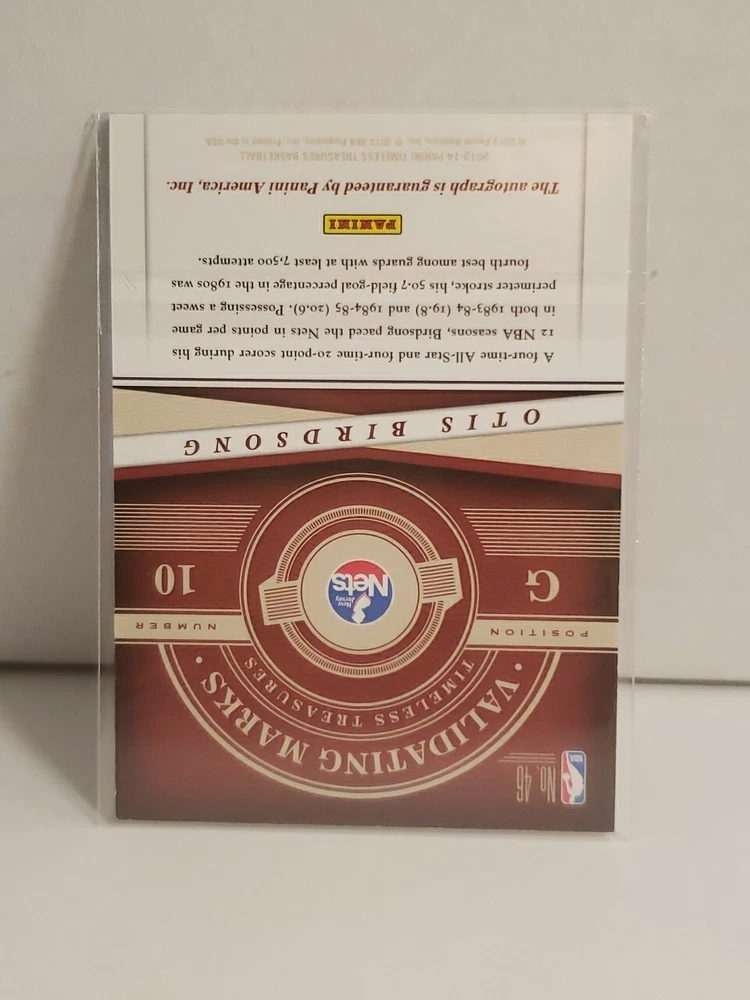 No. 46
VALIDATING MARKS
TIMELESS TREASURES
POSITION
NUMBER
G
10
New Jersey
Nets
OTIS BIRDSONG
A four-time All-Star and four-time 20-point scorer during his
12 NBA seasons, Birdsong paced the Nets in points per game
in both 1983-84 (19.8) and 1984-85 (20.6). Possessing a sweet
perimeter stroke, his 50.7 field-goal percentage in the 1980s was
fourth best among guards with at least 7,500 attempts.
PANINI
The autograph is guaranteed by Panini America, Inc.
2013-14 PANINI TIMELESS TREASURES BASKETBALL
© 2013 Panini America, Inc. © 2013 NBA Properties, Inc. Printed in the USA